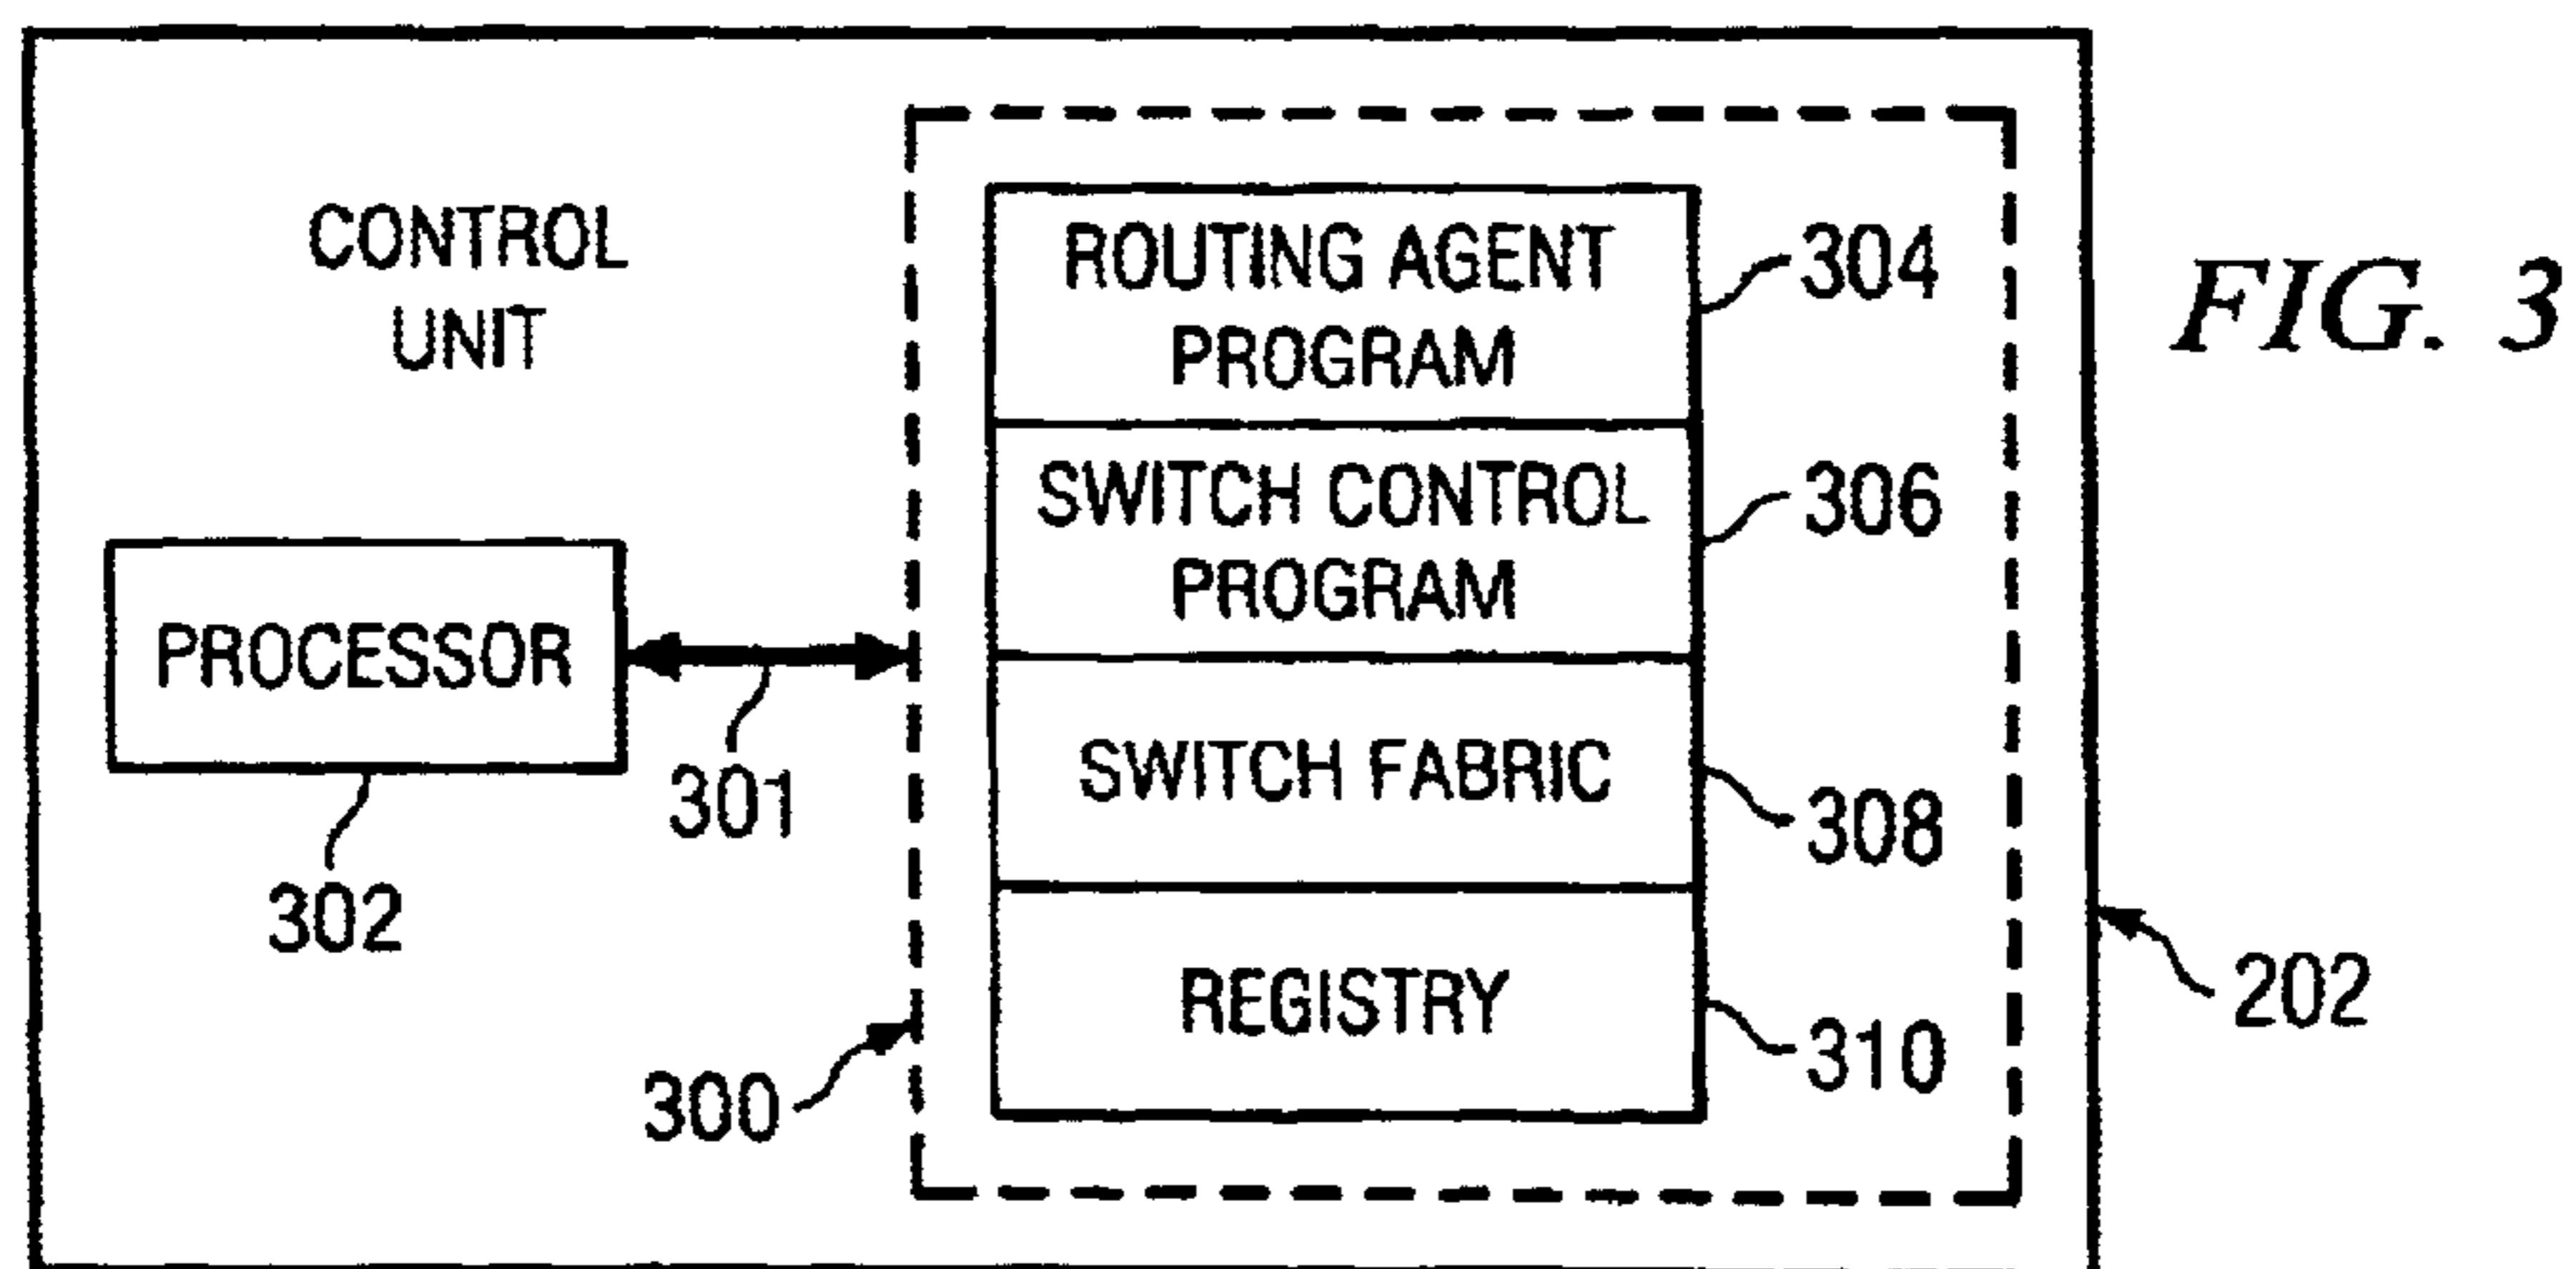 CONTROL
UNIT
PROCESSOR
301
302
300
ROUTING AGENT
PROGRAM
304
SWITCH CONTROL
PROGRAM
306
SWITCH FABRIC
308
REGISTRY
310
202
FIG. 3